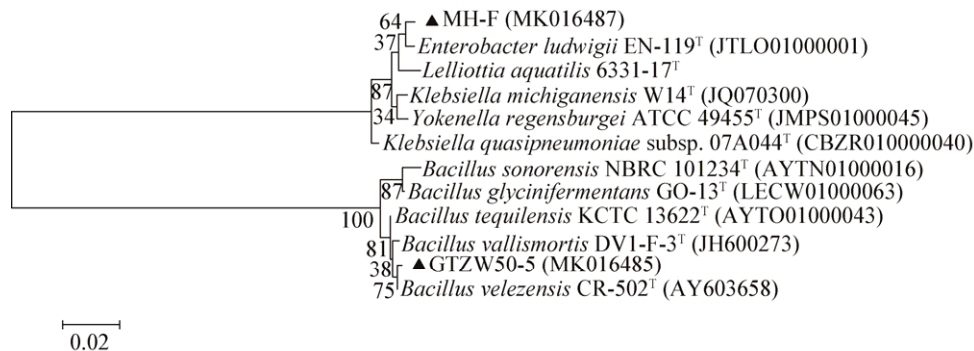 64 ▲MH-F (MK016487)
37 Enterobacter ludwigii EN-119ᵀ (JTLO01000001)
Lelliottia aquatilis 6331-17ᵀ
87 Klebsiella michiganensis W14ᵀ (JQ070300)
34 Yokenella regensburgei ATCC 49455ᵀ (JMPS01000045)
Klebsiella quasipneumoniae subsp. 07A044ᵀ (CBZR010000040)
Bacillus sonorensis NBRC 101234ᵀ (AYTN01000016)
87 Bacillus glycinifermentans GO-13ᵀ (LECW01000063)
100 Bacillus tequilensis KCTC 13622ᵀ (AYTO01000043)
81 Bacillus vallismortis DV1-F-3ᵀ (JH600273)
38 ▲GTZW50-5 (MK016485)
75 Bacillus velezensis CR-502ᵀ (AY603658)
0.02